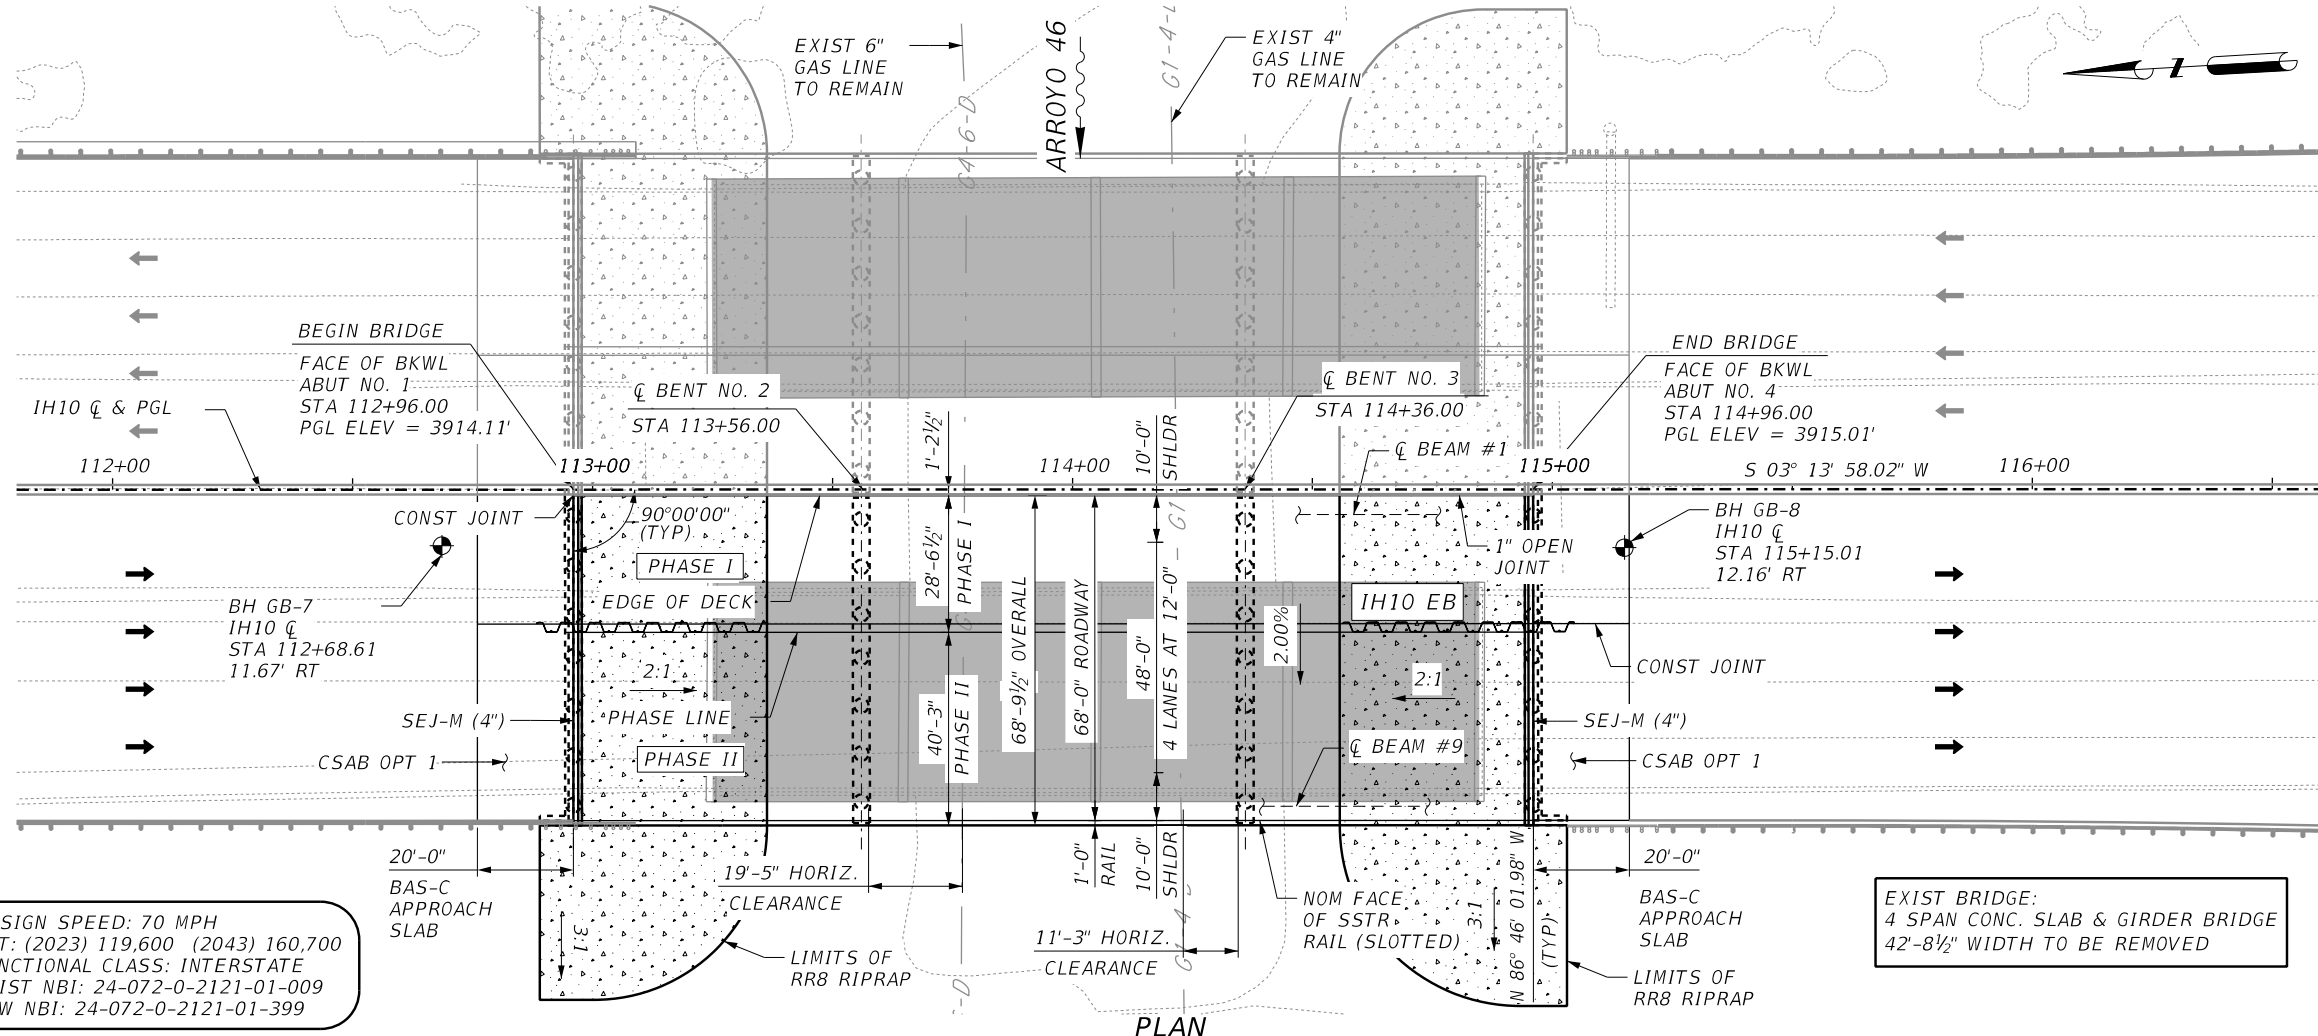 EXIST 6"
GAS LINE
TO REMAIN
ARROYO 46
EXIST 4"
GAS LINE
TO REMAIN
G4-6-D
BEGIN BRIDGE
FACE OF BKWL
ABUT NO. 1
STA 112+96.00
PGL ELEV = 3914.11'
IH10 ℄ & PGL
℄ BENT NO. 2
STA 113+56.00
℄ BENT NO. 3
STA 114+36.00
END BRIDGE
FACE OF BKWL
ABUT NO. 4
STA 114+96.00
PGL ELEV = 3915.01'
1'-2½"
10'-0"
SHLDR
℄ BEAM #1
112+00
113+00
114+00
115+00
S 03° 13' 58.02" W
116+00
CONST JOINT
90°00'00"
(TYP)
PHASE I
EDGE OF DECK
28'-6½"
PHASE I
68'-9½" OVERALL
68'-0" ROADWAY
48'-0"
4 LANES AT 12'-0"
2.00%
1" OPEN
JOINT
IH10 EB
BH GB-8
IH10 ℄
STA 115+15.01
12.16' RT
BH GB-7
IH10 ℄
STA 112+68.61
11.67' RT
2:1
2:1
CONST JOINT
SEJ-M (4")
PHASE LINE
PHASE II
40'-3"
PHASE II
SEJ-M (4")
CSAB OPT 1
℄ BEAM #9
CSAB OPT 1
20'-0"
BAS-C
APPROACH
SLAB
3:1
19'-5" HORIZ.
CLEARANCE
LIMITS OF
RR8 RIPRAP
1'-0"
RAIL
10'-0"
SHLDR
11'-3" HORIZ.
CLEARANCE
NOM FACE
OF SSTR
RAIL (SLOTTED)
3:1
N 86° 46' 01.98" W
(TYP)
20'-0"
BAS-C
APPROACH
SLAB
LIMITS OF
RR8 RIPRAP
SIGN SPEED: 70 MPH
T: (2023) 119,600 (2043) 160,700
NCTIONAL CLASS: INTERSTATE
IST NBI: 24-072-0-2121-01-009
W NBI: 24-072-0-2121-01-399
EXIST BRIDGE:
4 SPAN CONC. SLAB & GIRDER BRIDGE
42'-8½" WIDTH TO BE REMOVED
PLAN